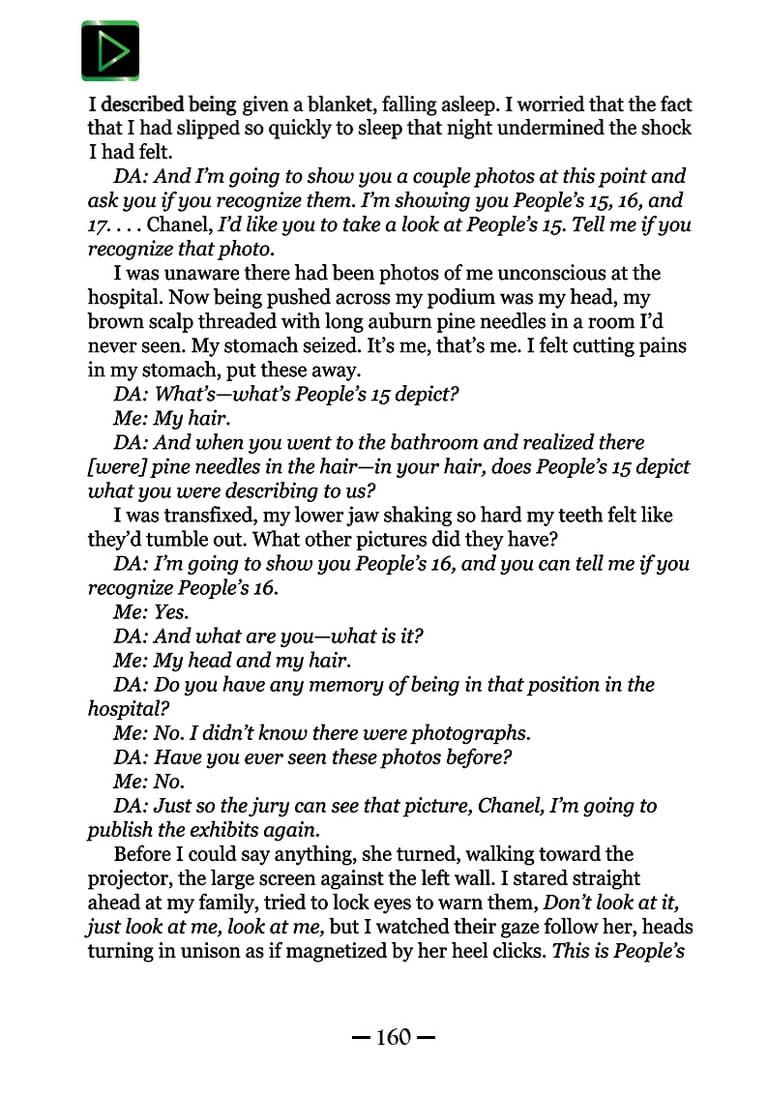 I described being given a blanket, falling asleep. I worried that the fact
that I had slipped so quickly to sleep that night undermined the shock
I had felt.
DA: And I’m going to show you a couple photos at this point and
ask you if you recognize them. I’m showing you People’s 15, 16, and
17. . . . Chanel, I’d like you to take a look at People’s 15. Tell me if you
recognize that photo.
I was unaware there had been photos of me unconscious at the
hospital. Now being pushed across my podium was my head, my
brown scalp threaded with long auburn pine needles in a room I’d
never seen. My stomach seized. It’s me, that’s me. I felt cutting pains
in my stomach, put these away.
DA: What’s—what’s People’s 15 depict?
Me: My hair.
DA: And when you went to the bathroom and realized there
[were] pine needles in the hair—in your hair, does People’s 15 depict
what you were describing to us?
I was transfixed, my lower jaw shaking so hard my teeth felt like
they’d tumble out. What other pictures did they have?
DA: I’m going to show you People’s 16, and you can tell me if you
recognize People’s 16.
Me: Yes.
DA: And what are you—what is it?
Me: My head and my hair.
DA: Do you have any memory of being in that position in the
hospital?
Me: No. I didn’t know there were photographs.
DA: Have you ever seen these photos before?
Me: No.
DA: Just so the jury can see that picture, Chanel, I’m going to
publish the exhibits again.
Before I could say anything, she turned, walking toward the
projector, the large screen against the left wall. I stared straight
ahead at my family, tried to lock eyes to warn them, Don’t look at it,
just look at me, look at me, but I watched their gaze follow her, heads
turning in unison as if magnetized by her heel clicks. This is People’s
— 160 —